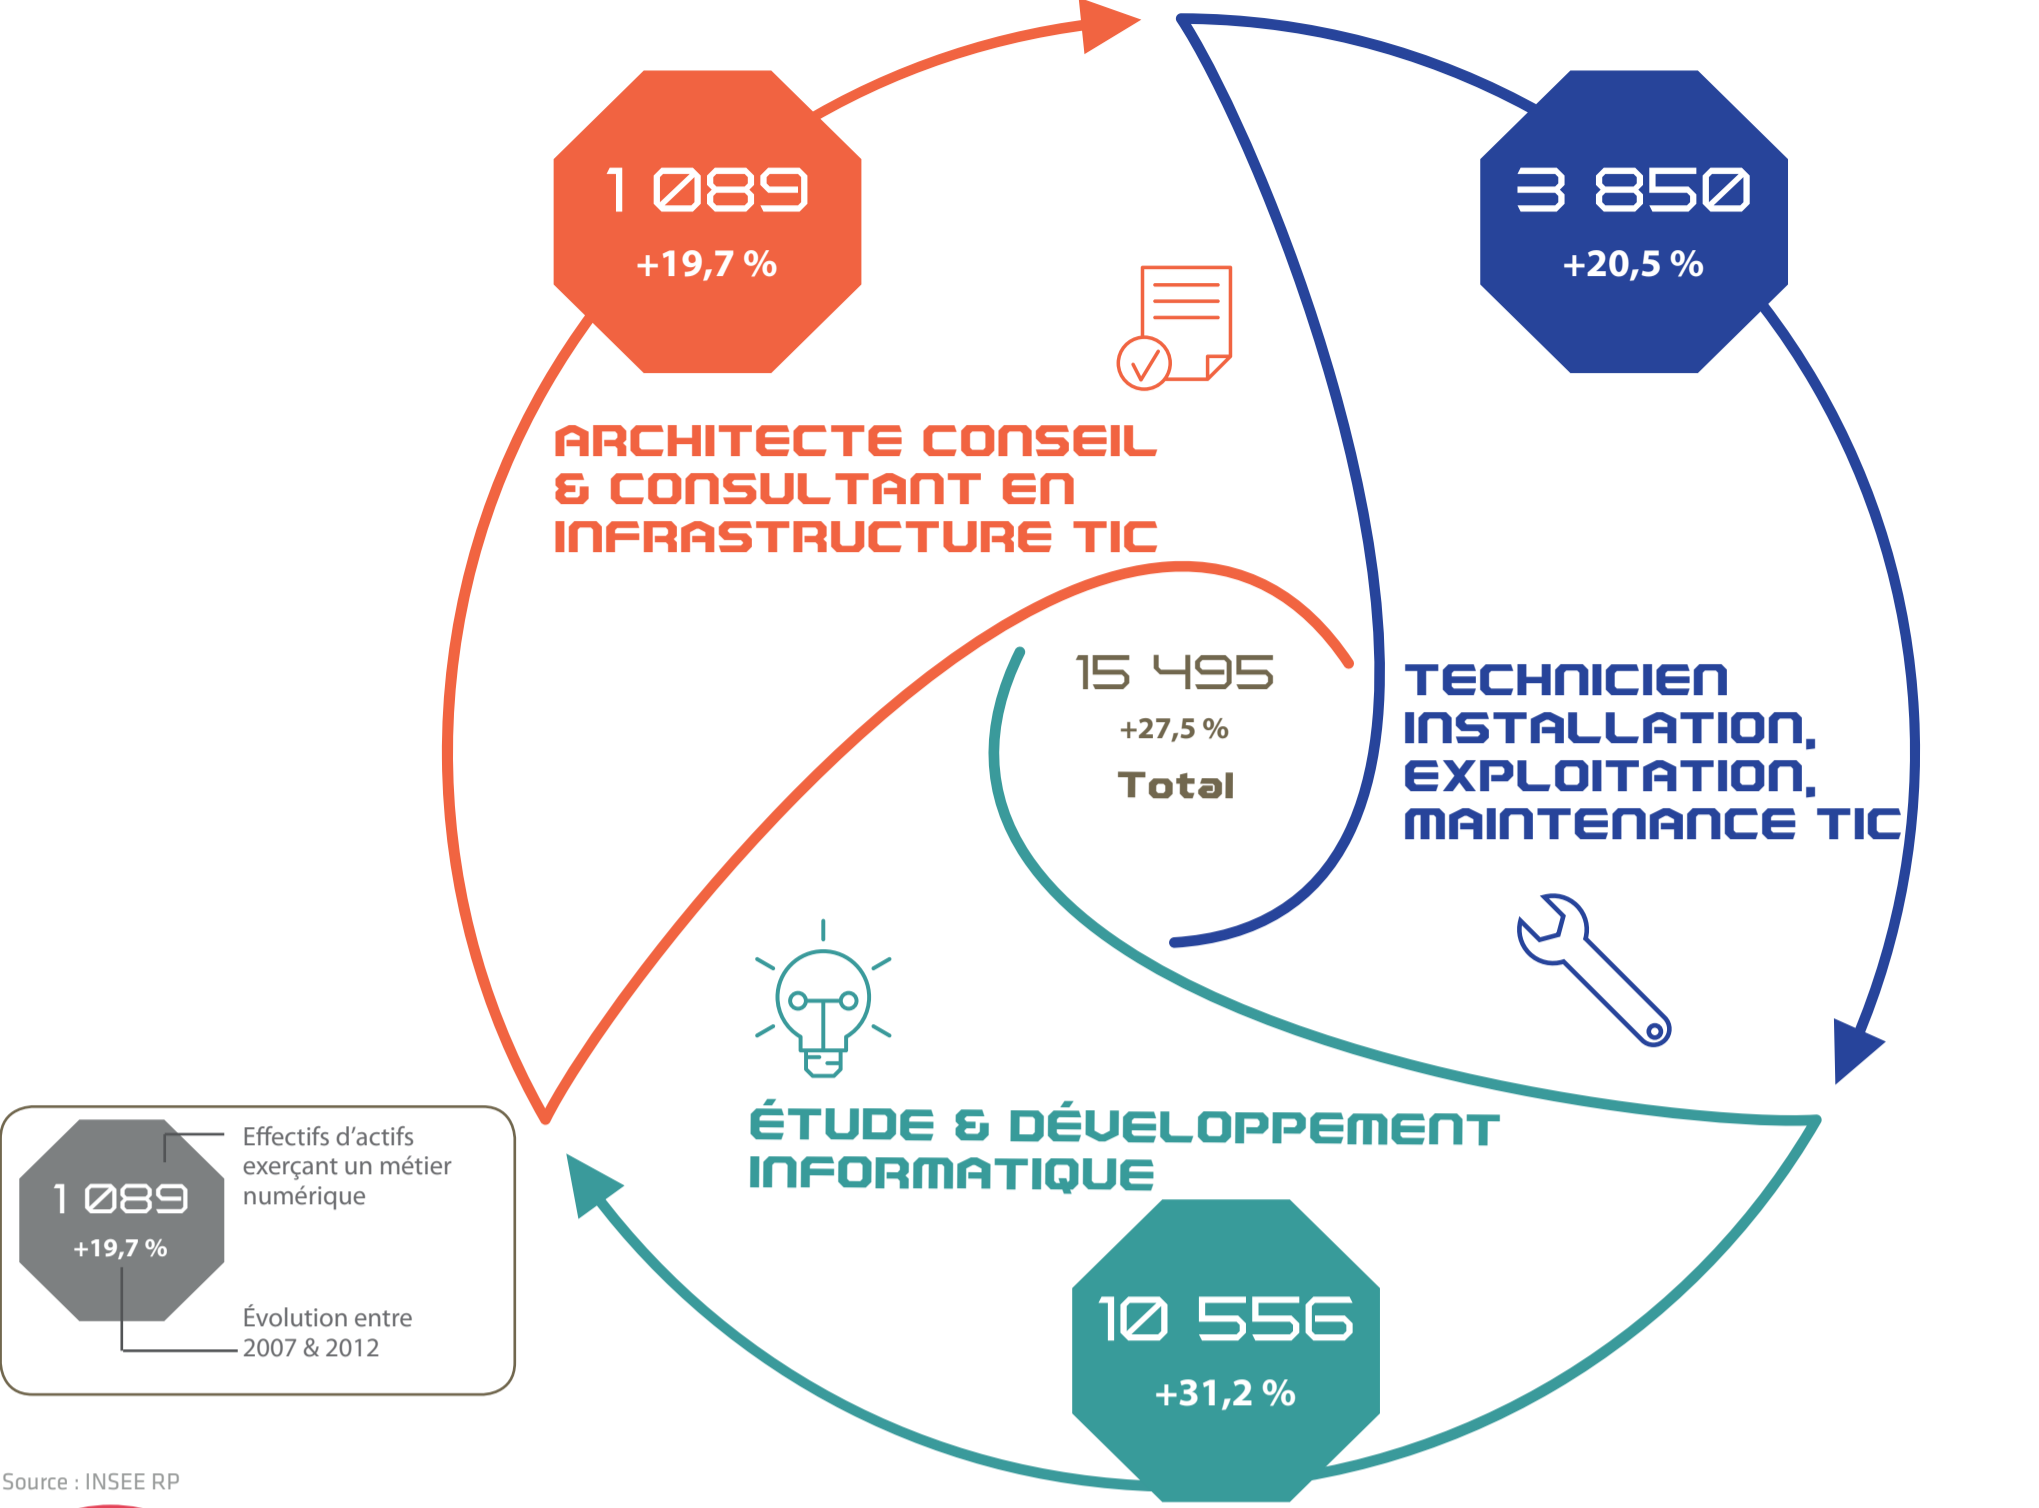 1 089
+19,7 %
3 850
+20,5 %
ARCHITECTE CONSEIL
& CONSULTANT EN
INFRASTRUCTURE TIC
15 495
+27,5 %
Total
TECHNICIEN
INSTALLATION,
EXPLOITATION,
MAINTENANCE TIC
ÉTUDE & DÉVELOPPEMENT
INFORMATIQUE
10 556
+31,2 %
1 089
+19,7 %
Effectifs d’actifs
exerçant un métier
numérique
Évolution entre
2007 & 2012
Source : INSEE RP